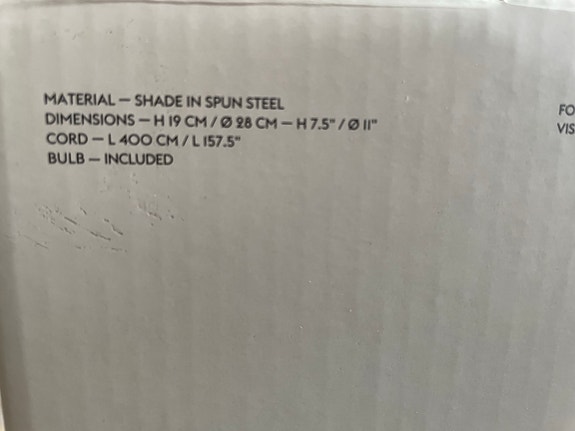 MATERIAL — SHADE IN SPUN STEEL
DIMENSIONS — H 19 CM / Ø 28 CM — H 7.5" / Ø 11"
CORD — L 400 CM / L 157.5"
BULB — INCLUDED
FO
VIS